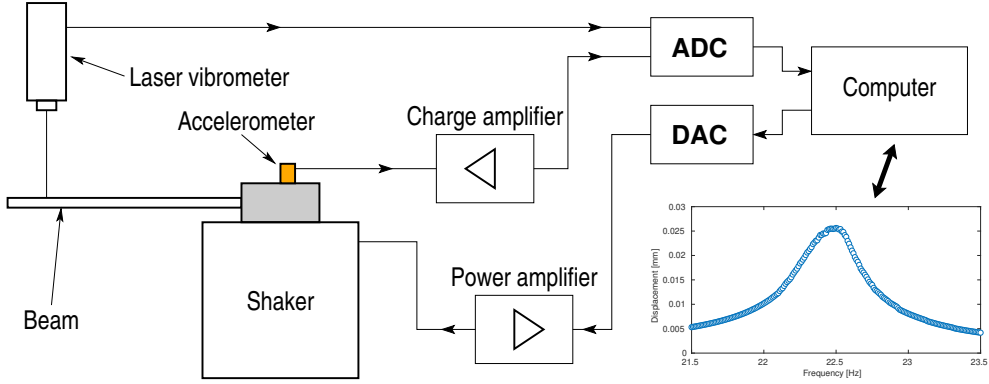 Laser vibrometer
Accelerometer
Charge amplifier
ADC
DAC
Computer
Beam
Shaker
Power amplifier
0.03
0.025
0.02
0.015
0.01
0.005
0
Displacement [mm]
21.5 22 22.5 23 23.5
Frequency [Hz]